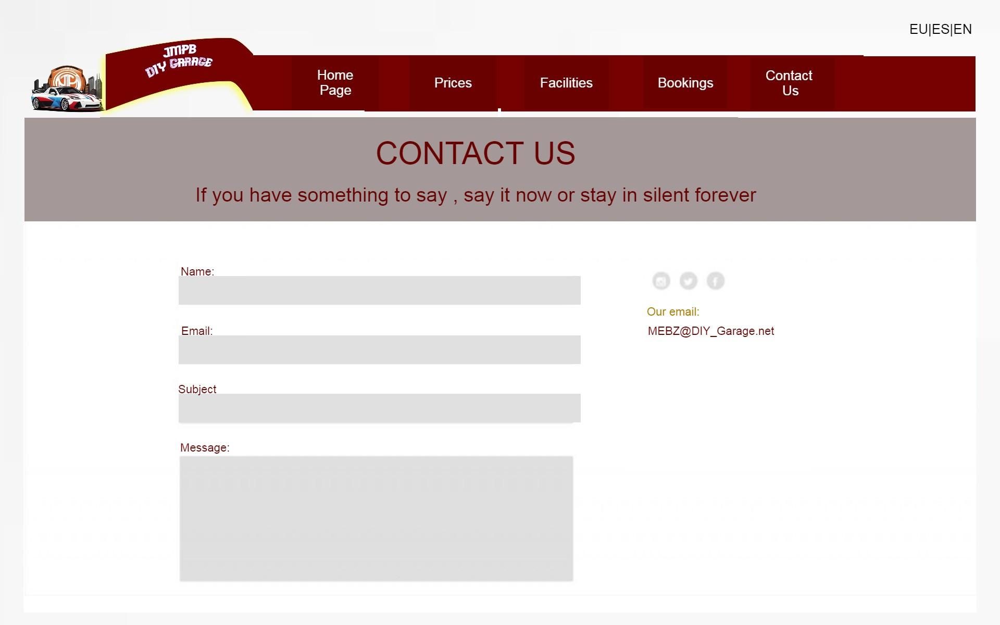 EU|ES|EN
JMPB
DIY GARAGE
Home
Page
Prices
Facilities
Bookings
Contact
Us
CONTACT US
If you have something to say , say it now or stay in silent forever
Name:
Email:
Subject
Message:
Our email:
MEBZ@DIY_Garage.net